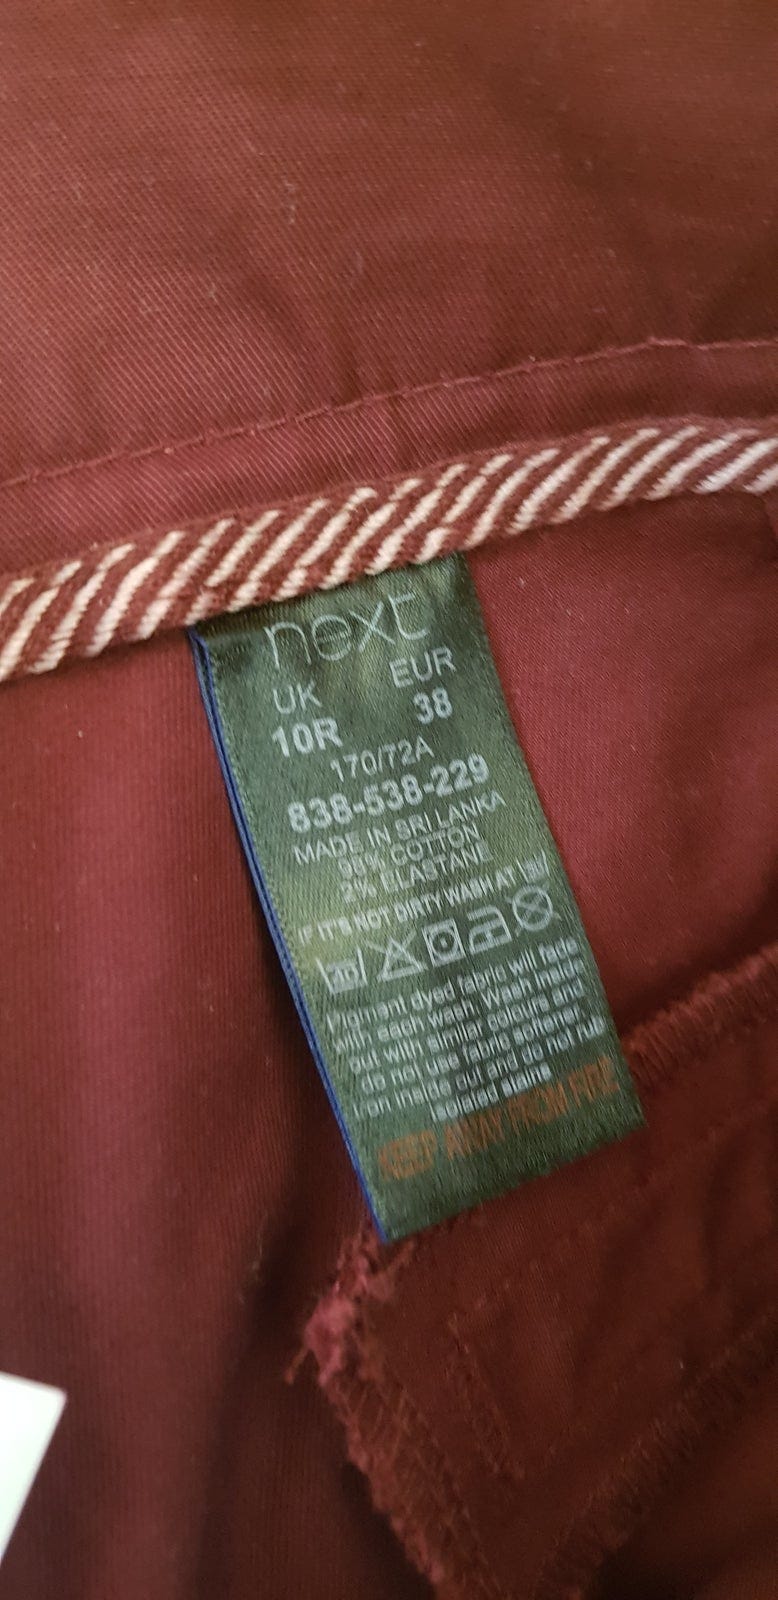 next
UK EUR
10R 38
170/72A
838-538-229
MADE IN SRI LANKA
98% COTTON
2% ELASTANE
IF IT'S NOT DIRTY WASH AT
Pigment dyed fabric will fade
with each wash Wash inside
out with similar colours and
do not use fabric softener.
Iron inside out and do not rub
isolated stains
KEEP AWAY FROM FIRE